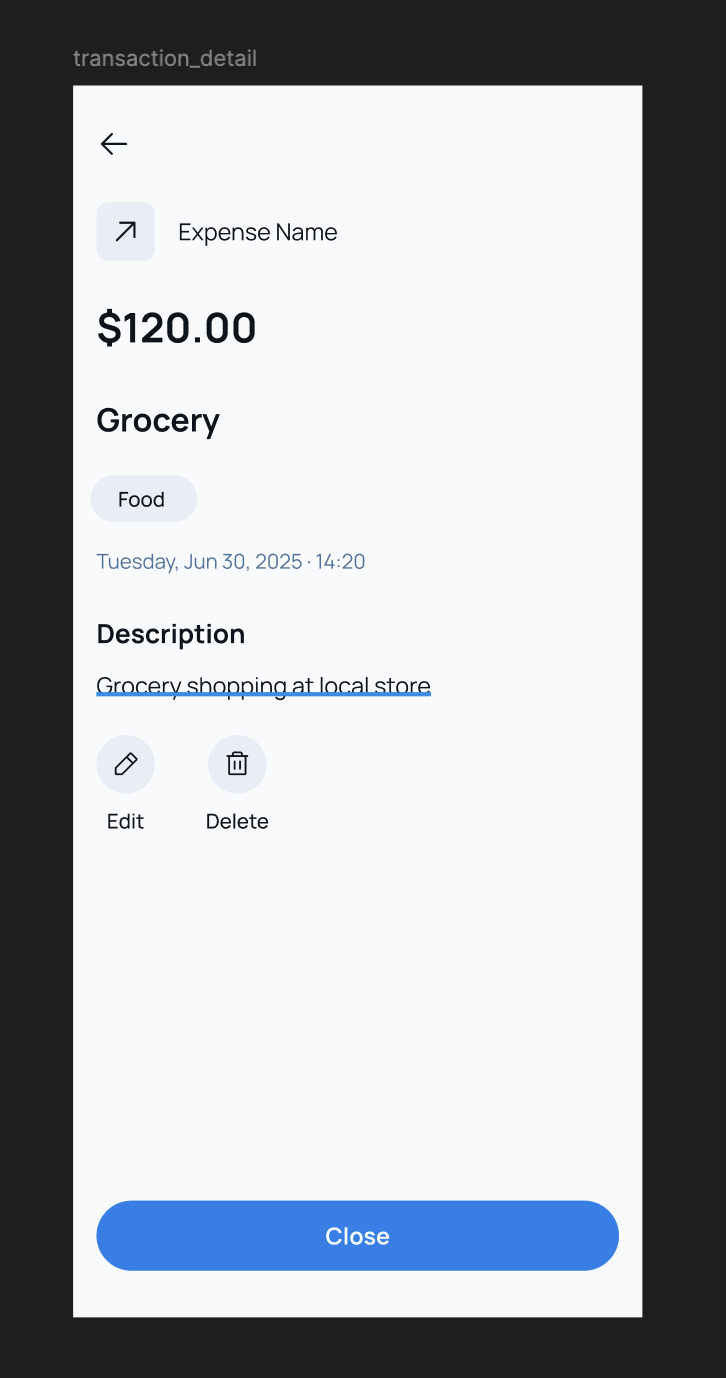 transaction_detail
Expense Name
$120.00
Grocery
Food
Tuesday, Jun 30, 2025 · 14:20
Description
Grocery shopping at local store
Edit Delete
Close